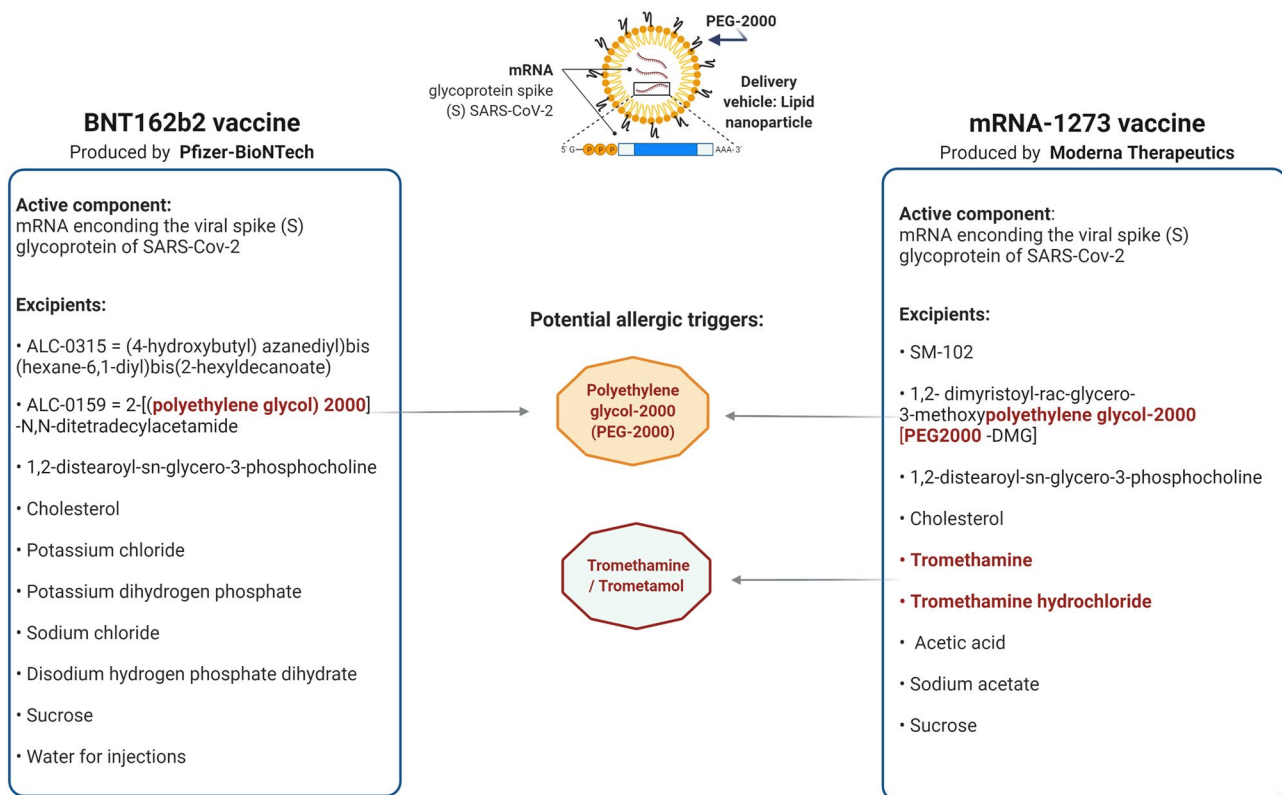 PEG-2000
mRNA
glycoprotein spike
(S) SARS-CoV-2
Delivery
vehicle: Lipid
nanoparticle
5' G P P P AAA-3'
BNT162b2 vaccine
Produced by Pfizer-BioNTech
Active component:
mRNA enconding the viral spike (S)
glycoprotein of SARS-Cov-2
Excipients:
• ALC-0315 = (4-hydroxybutyl) azanediyl)bis
(hexane-6,1-diyl)bis(2-hexyldecanoate)
• ALC-0159 = 2-[(polyethylene glycol) 2000]
-N,N-ditetradecylacetamide
• 1,2-distearoyl-sn-glycero-3-phosphocholine
• Cholesterol
• Potassium chloride
• Potassium dihydrogen phosphate
• Sodium chloride
• Disodium hydrogen phosphate dihydrate
• Sucrose
• Water for injections
Potential allergic triggers:
Polyethylene
glycol-2000
(PEG-2000)
Tromethamine
/ Trometamol
mRNA-1273 vaccine
Produced by Moderna Therapeutics
Active component:
mRNA enconding the viral spike (S)
glycoprotein of SARS-Cov-2
Excipients:
• SM-102
• 1,2- dimyristoyl-rac-glycero-
3-methoxypolyethylene glycol-2000
[PEG2000 -DMG]
• 1,2-distearoyl-sn-glycero-3-phosphocholine
• Cholesterol
• Tromethamine
• Tromethamine hydrochloride
• Acetic acid
• Sodium acetate
• Sucrose